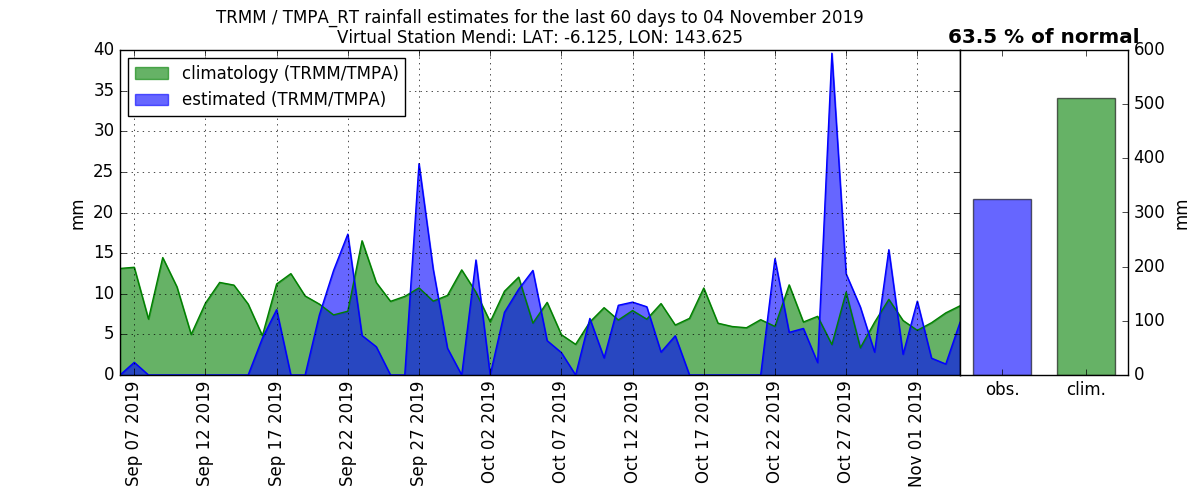 TRMM / TMPA_RT rainfall estimates for the last 60 days to 04 November 2019
Virtual Station Mendi: LAT: -6.125, LON: 143.625
63.5 % of normal
climatology (TRMM/TMPA)
estimated (TRMM/TMPA)
mm
40
35
30
25
20
15
10
5
0
Sep 07 2019
Sep 12 2019
Sep 17 2019
Sep 22 2019
Sep 27 2019
Oct 02 2019
Oct 07 2019
Oct 12 2019
Oct 17 2019
Oct 22 2019
Oct 27 2019
Nov 01 2019
obs.
clim.
600
500
400
300
200
100
0
mm